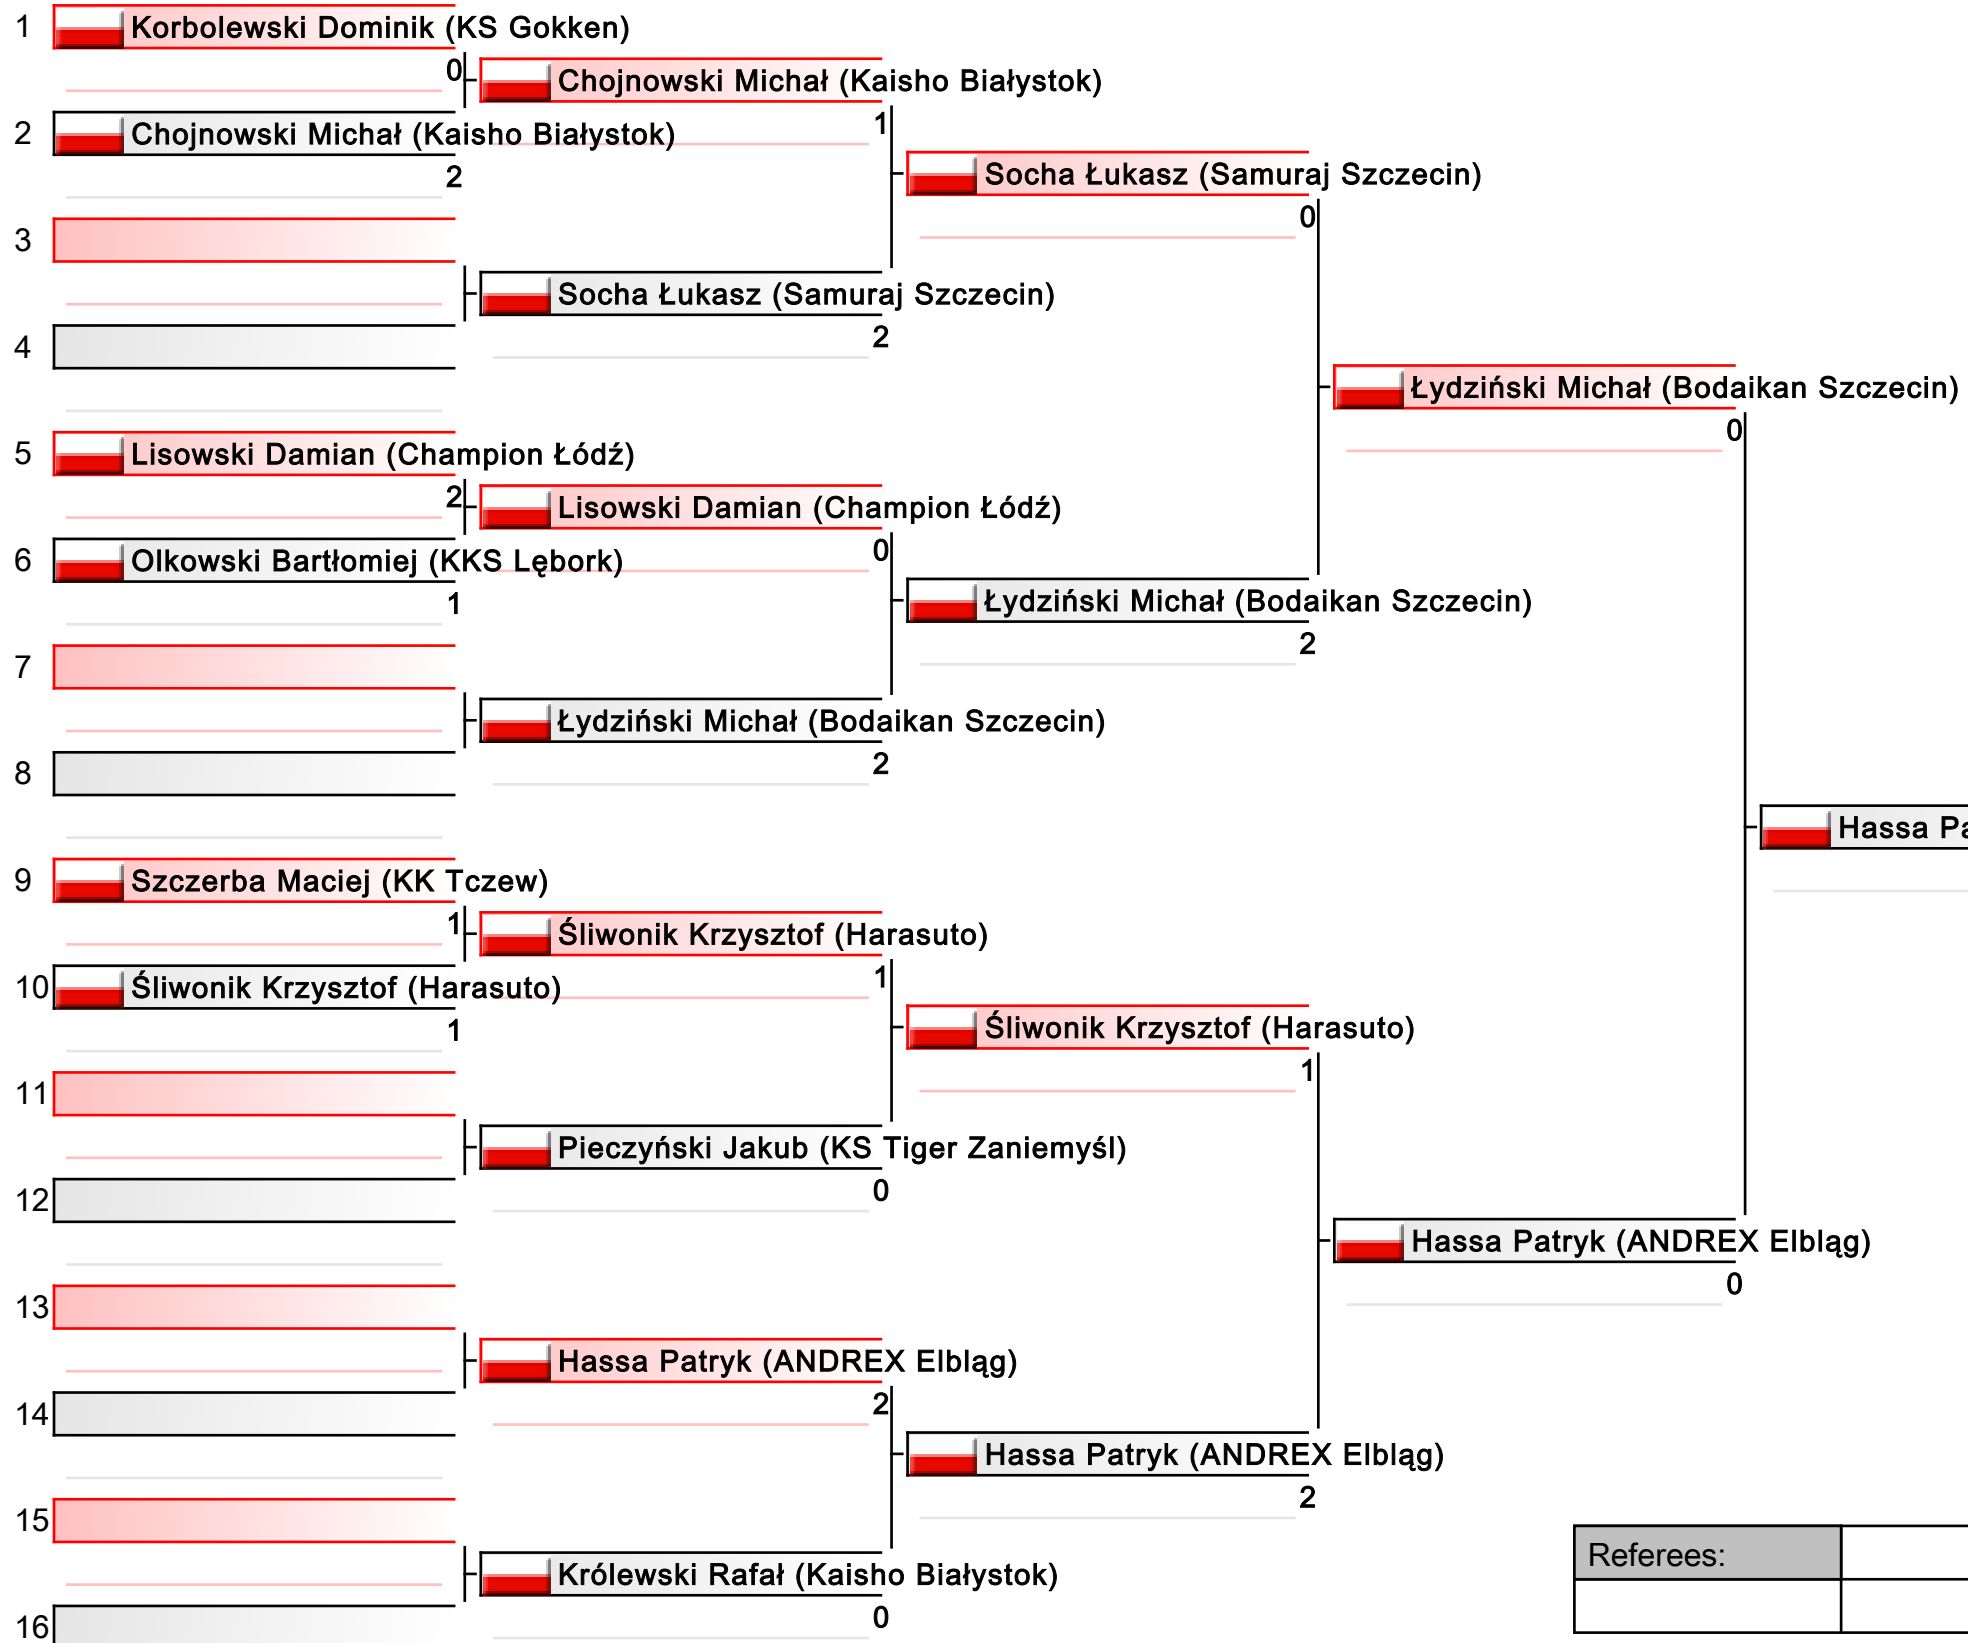 1 Korbolewski Dominik (KS Gokken)
0
Chojnowski Michał (Kaisho Białystok)
1
2 Chojnowski Michał (Kaisho Białystok)
2
Socha Łukasz (Samuraj Szczecin)
0
3
Socha Łukasz (Samuraj Szczecin)
2
4
Łydziński Michał (Bodaikan Szczecin)
0
5 Lisowski Damian (Champion Łódź)
2
Lisowski Damian (Champion Łódź)
0
6 Olkowski Bartłomiej (KKS Lębork)
1
Łydziński Michał (Bodaikan Szczecin)
2
7
Łydziński Michał (Bodaikan Szczecin)
2
8
Hassa
9 Szczerba Maciej (KK Tczew)
1
Śliwonik Krzysztof (Harasuto)
1
10 Śliwonik Krzysztof (Harasuto)
1
Śliwonik Krzysztof (Harasuto)
1
11
Pieczyński Jakub (KS Tiger Zaniemyśl)
0
12
Hassa Patryk (ANDREX Elbląg)
0
13
Hassa Patryk (ANDREX Elbląg)
2
14
Hassa Patryk (ANDREX Elbląg)
2
15
Królewski Rafał (Kaisho Białystok)
0
16
Referees: